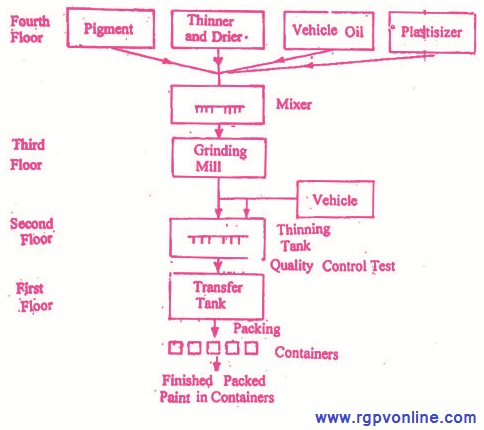 Fourth
Floor
Pigment
Thinner
and Drier
Vehicle Oil
Plastisizer
Mixer
Third
Floor
Grinding
Mill
Vehicle
Second
Floor
Thinning
Tank
Quality Control Test
First
Floor
Transfer
Tank
Packing
Containers
Finished Packed
Paint in Containers
www.rgpvonline.com